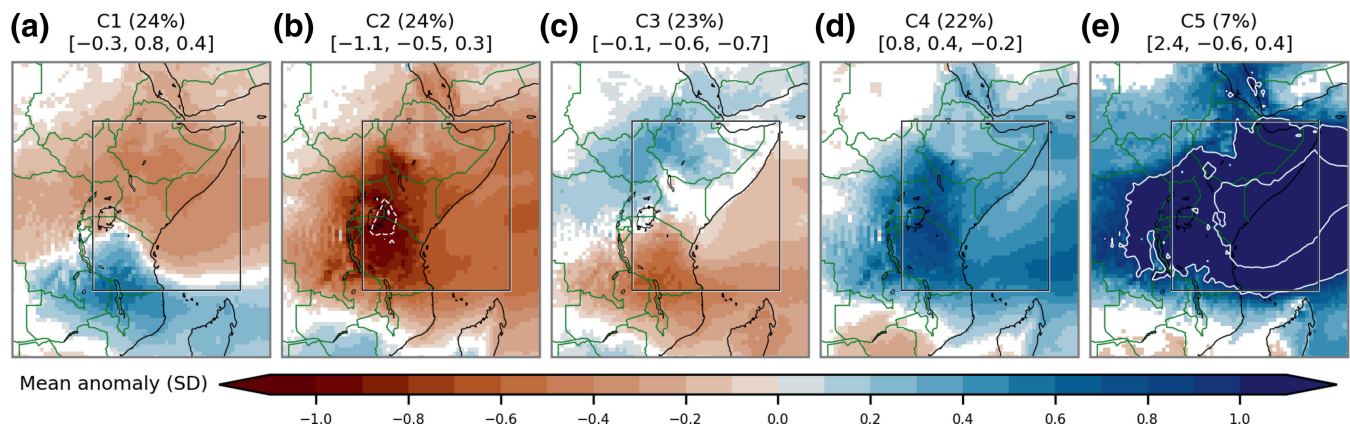 (a) C1 (24%)
[−0.3, 0.8, 0.4]
(b) C2 (24%)
[−1.1, −0.5, 0.3]
(c) C3 (23%)
[−0.1, −0.6, −0.7]
(d) C4 (22%)
[0.8, 0.4, −0.2]
(e) C5 (7%)
[2.4, −0.6, 0.4]
Mean anomaly (SD)
−1.0 −0.8 −0.6 −0.4 −0.2 0.0 0.2 0.4 0.6 0.8 1.0